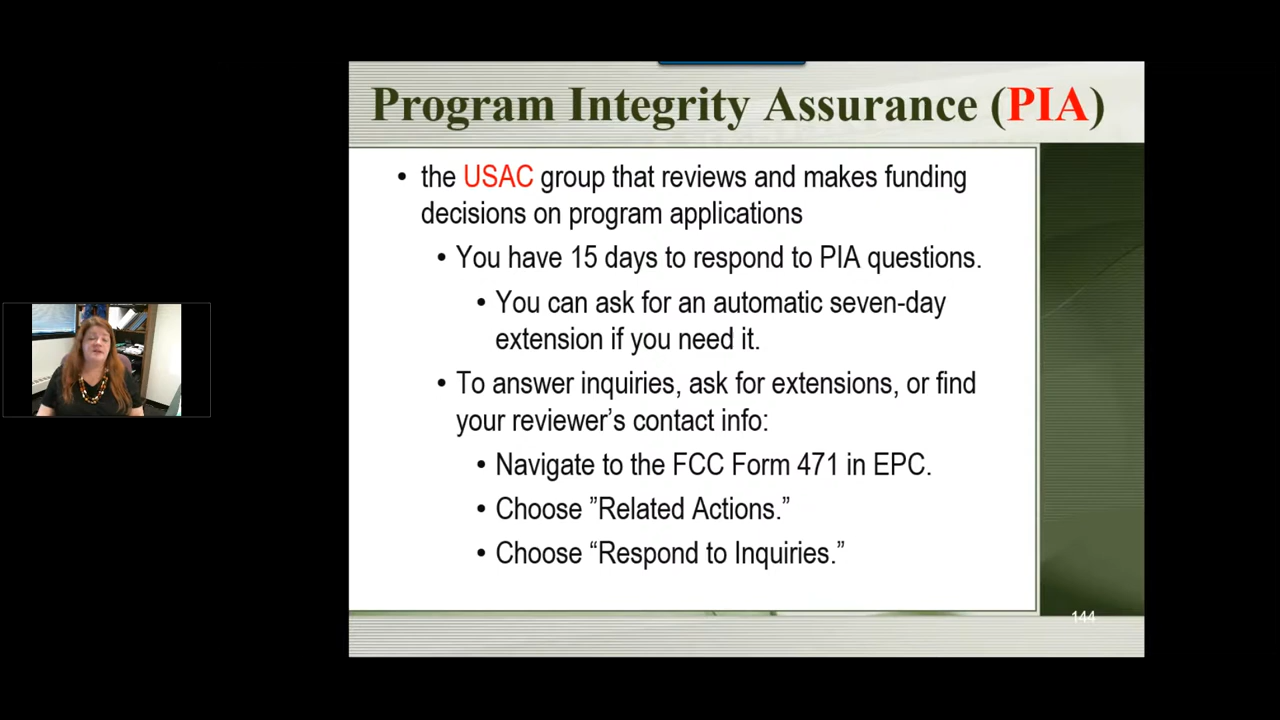 Program Integrity Assurance (PIA)
• the USAC group that reviews and makes funding
decisions on program applications
• You have 15 days to respond to PIA questions.
• You can ask for an automatic seven-day
extension if you need it.
• To answer inquiries, ask for extensions, or find
your reviewer’s contact info:
• Navigate to the FCC Form 471 in EPC.
• Choose ”Related Actions.”
• Choose “Respond to Inquiries.”
144